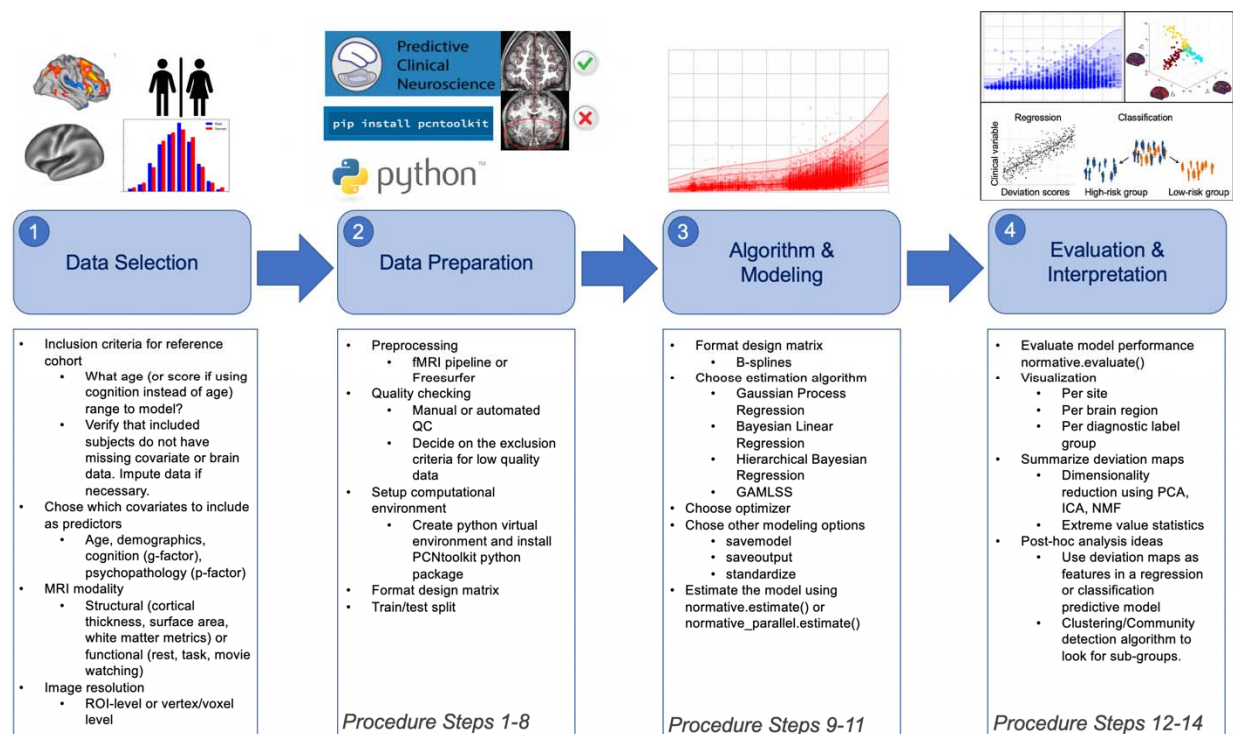 Predictive
Clinical
Neuroscience
pip install pcntoolkit
python™
Regression
Classification
Clinical variable
Deviation scores
High-risk group
Low-risk group
1
Data Selection
2
Data Preparation
3
Algorithm &
Modeling
4
Evaluation &
Interpretation
• Inclusion criteria for reference
cohort
• What age (or score if using
cognition instead of age)
range to model?
• Verify that included
subjects do not have
missing covariate or brain
data. Impute data if
necessary.
• Chose which covariates to include
as predictors
• Age, demographics,
cognition (g-factor),
psychopathology (p-factor)
• MRI modality
• Structural (cortical
thickness, surface area,
white matter metrics) or
functional (rest, task, movie
watching)
• Image resolution
• ROI-level or vertex/voxel
level
• Preprocessing
• fMRI pipeline or
Freesurfer
• Quality checking
• Manual or automated
QC
• Decide on the exclusion
criteria for low quality
data
• Setup computational
environment
• Create python virtual
environment and install
PCNtoolkit python
package
• Format design matrix
• Train/test split
Procedure Steps 1-8
• Format design matrix
• B-splines
• Choose estimation algorithm
• Gaussian Process
Regression
• Bayesian Linear
Regression
• Hierarchical Bayesian
Regression
• GAMLSS
• Choose optimizer
• Chose other modeling options
• savemodel
• saveoutput
• standardize
• Estimate the model using
normative.estimate() or
normative_parallel.estimate()
Procedure Steps 9-11
• Evaluate model performance
normative.evaluate()
• Visualization
• Per site
• Per brain region
• Per diagnostic label
group
• Summarize deviation maps
• Dimensionality
reduction using PCA,
ICA, NMF
• Extreme value statistics
• Post-hoc analysis ideas
• Use deviation maps as
features in a regression
or classification
predictive model
• Clustering/Community
detection algorithm to
look for sub-groups.
Procedure Steps 12-14